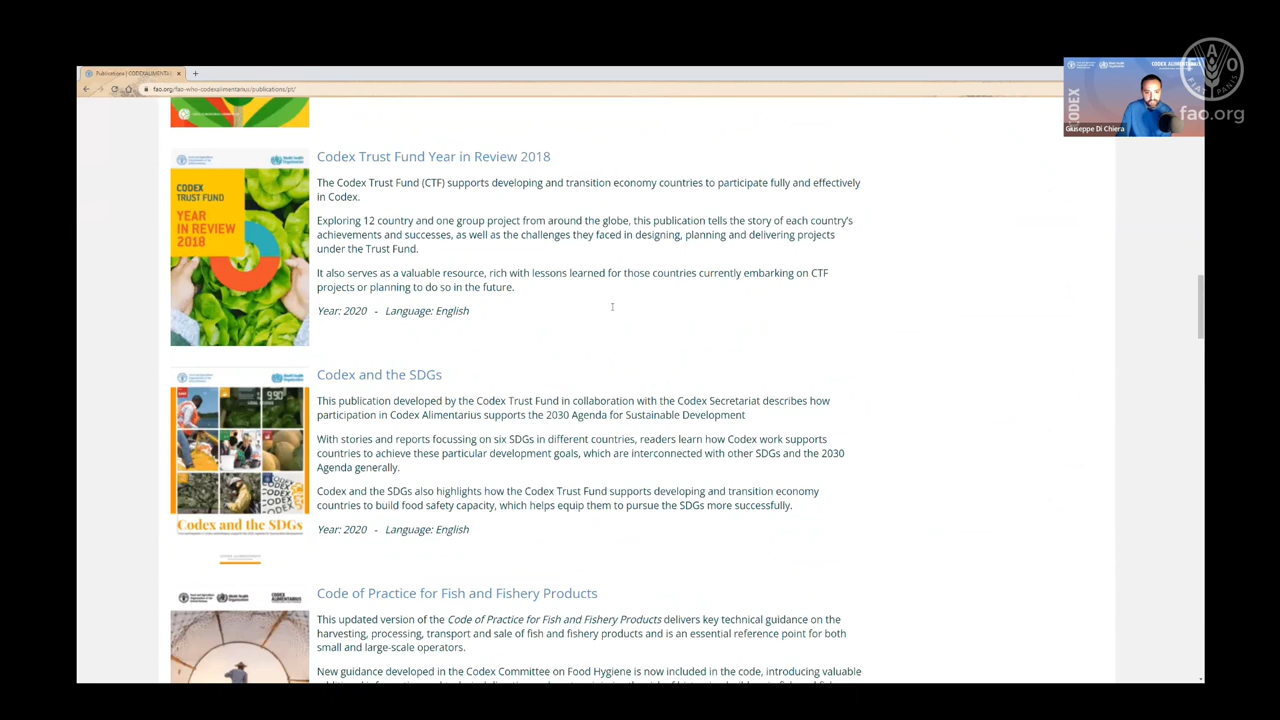 Publications | CODEXALIMENTA
fao.org/fao-who-codexalimentarius/publications/pt/
CODEX ALIMENTARIUS
CODEX
Giuseppe Di Chiera
FAO
FIAT PANIS
fao.org
CODEX
TRUST FUND
YEAR
IN REVIEW
2018
Codex Trust Fund Year in Review 2018
The Codex Trust Fund (CTF) supports developing and transition economy countries to participate fully and effectively
in Codex.
Exploring 12 country and one group project from around the globe, this publication tells the story of each country's
achievements and successes, as well as the challenges they faced in designing, planning and delivering projects
under the Trust Fund.
It also serves as a valuable resource, rich with lessons learned for those countries currently embarking on CTF
projects or planning to do so in the future.
Year: 2020 - Language: English
9.90
CODEX
Codex and the SDGs
Codex and the SDGs
This publication developed by the Codex Trust Fund in collaboration with the Codex Secretariat describes how
participation in Codex Alimentarius supports the 2030 Agenda for Sustainable Development
With stories and reports focussing on six SDGs in different countries, readers learn how Codex work supports
countries to achieve these particular development goals, which are interconnected with other SDGs and the 2030
Agenda generally.
Codex and the SDGs also highlights how the Codex Trust Fund supports developing and transition economy
countries to build food safety capacity, which helps equip them to pursue the SDGs more successfully.
Year: 2020 - Language: English
Code of Practice for Fish and Fishery Products
This updated version of the Code of Practice for Fish and Fishery Products delivers key technical guidance on the
harvesting, processing, transport and sale of fish and fishery products and is an essential reference point for both
small and large-scale operators.
New guidance developed in the Codex Committee on Food Hygiene is now included in the code, introducing valuable